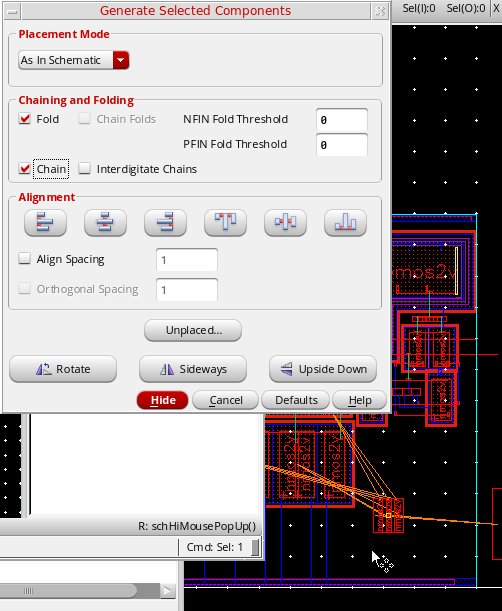 Generate Selected Components
Sel(I):0 Sel(O):0 X
Placement Mode
As In Schematic
Chaining and Folding
Fold Chain Folds NFIN Fold Threshold 0
PFIN Fold Threshold 0
Chain Interdigitate Chains
Alignment
Align Spacing 1
Orthogonal Spacing 1
Unplaced...
Rotate Sideways Upside Down
Hide Cancel Defaults Help
R: schHiMousePopUp()
Cmd: Sel: 1